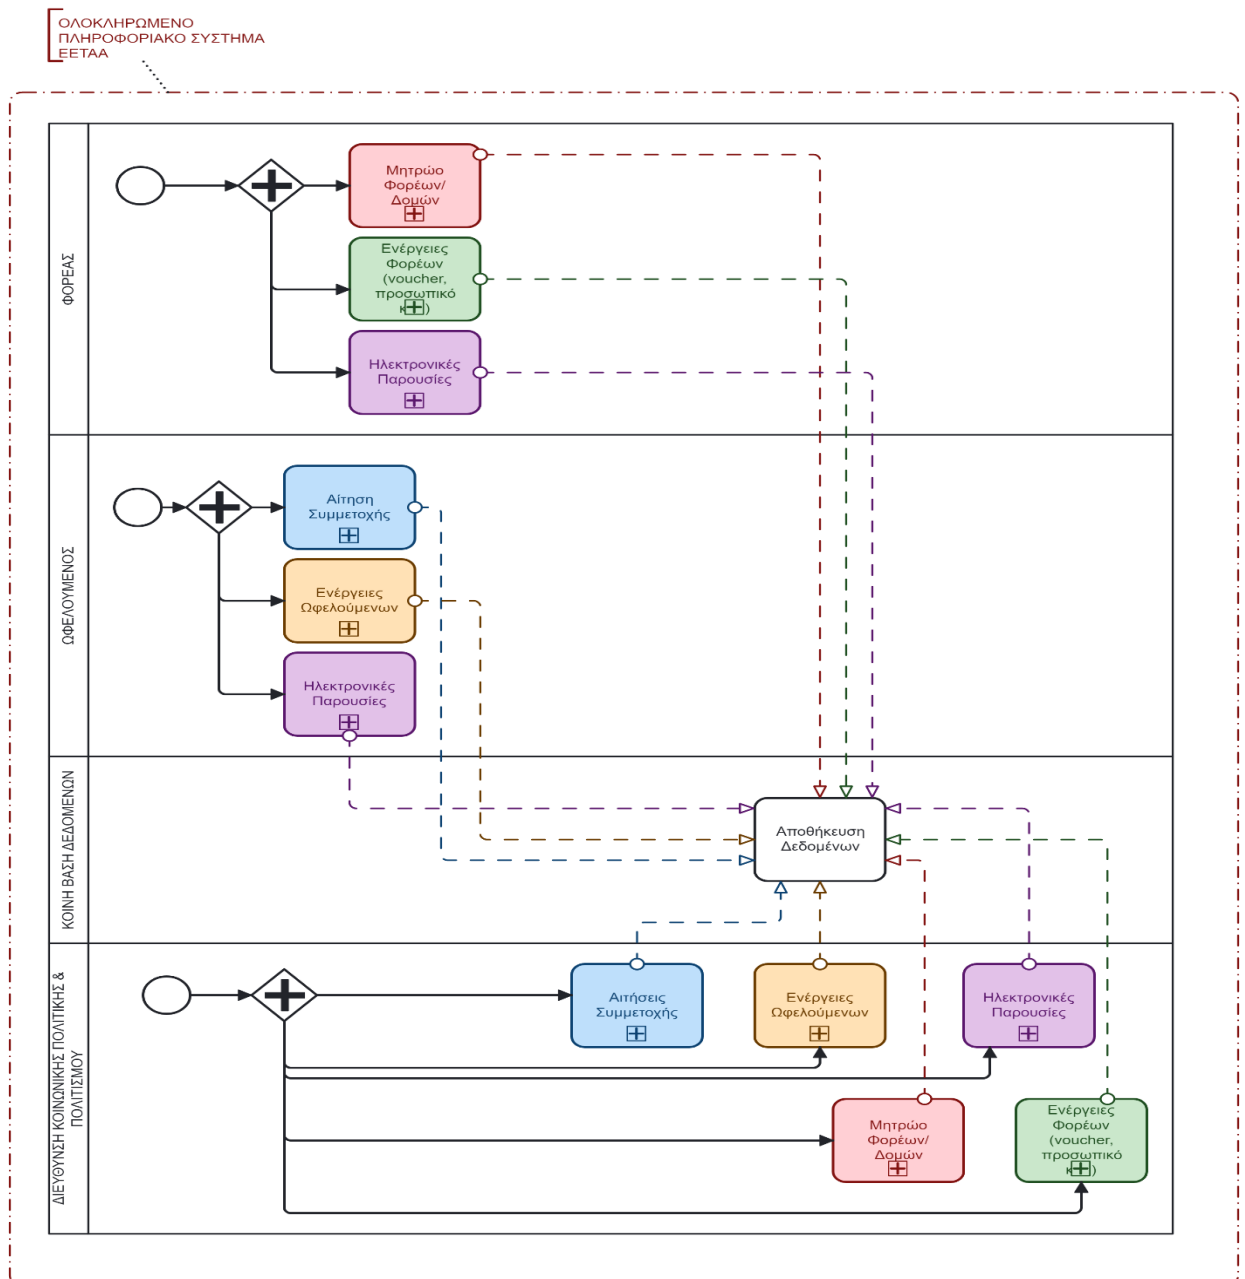 ΟΛΟΚΛΗΡΩΜΕΝΟ
ΠΛΗΡΟΦΟΡΙΑΚΟ ΣΥΣΤΗΜΑ
ΕΕΤΑΑ
ΦΟΡΕΑΣ
Μητρώο
Φορέων/
Δομών
Ενέργειες
Φορέων
(voucher,
προσωπικό
κ )
Ηλεκτρονικές
Παρουσίες
ΩΦΕΛΟΥΜΕΝΟΣ
Αίτηση
Συμμετοχής
Ενέργειες
Ωφελούμενων
Ηλεκτρονικές
Παρουσίες
ΚΟΙΝΗ ΒΑΣΗ ΔΕΔΟΜΕΝΩΝ
Αποθήκευση
Δεδομένων
ΔΙΕΥΘΥΝΣΗ ΚΟΙΝΩΝΙΚΗΣ ΠΟΛΙΤΙΚΗΣ &
ΠΟΛΙΤΙΣΜΟΥ
Αιτήσεις
Συμμετοχής
Ενέργειες
Ωφελούμενων
Ηλεκτρονικές
Παρουσίες
Μητρώο
Φορέων/
Δομών
Ενέργειες
Φορέων
(voucher,
προσωπικό
κ )